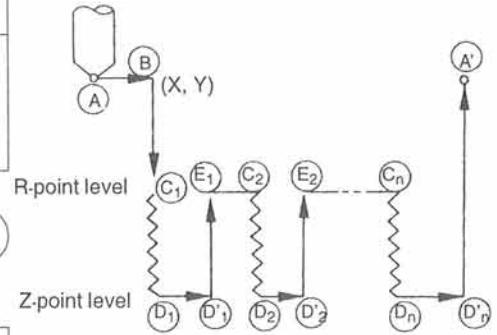 B
A'
A
(X, Y)
R-point level
C1
E1
C2
E2
Cn
Z-point level
D1
D'1
D2
D'2
Dn
D'n